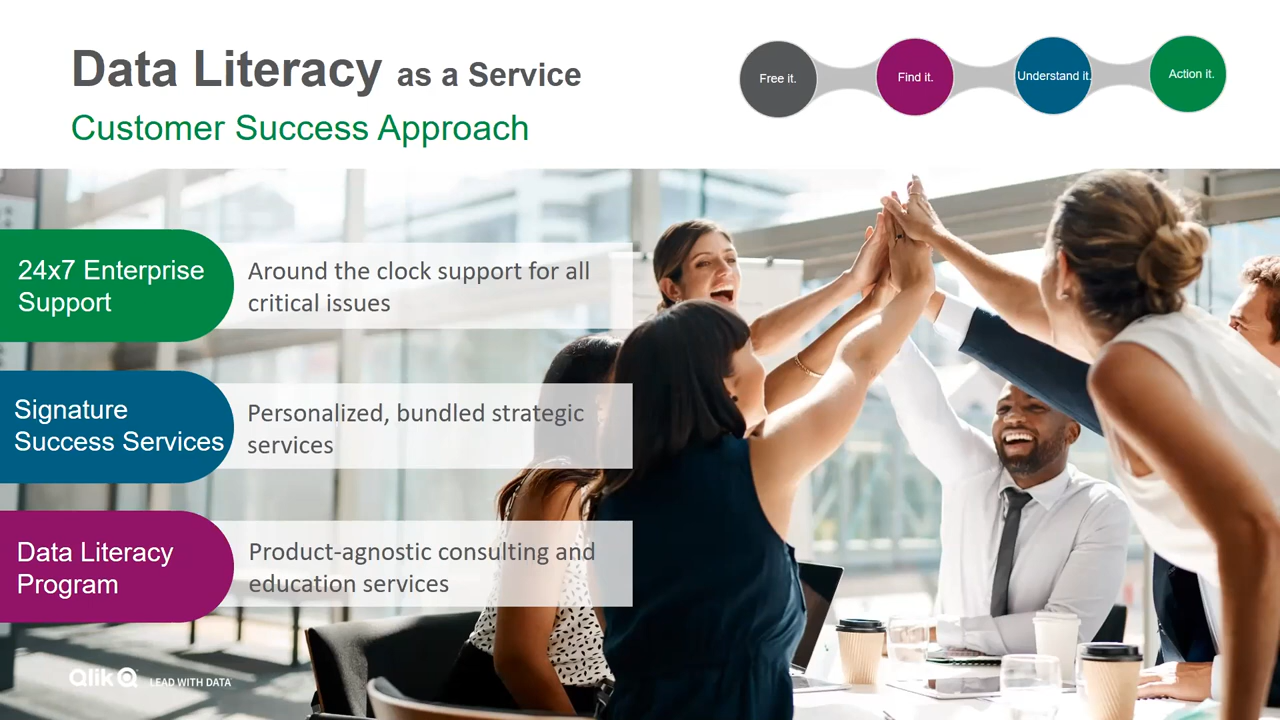 Data Literacy as a Service
Customer Success Approach
Free it.
Find it.
Understand it.
Action it.
24x7 Enterprise
Support
Around the clock support for all
critical issues
Signature
Success Services
Personalized, bundled strategic
services
Data Literacy
Program
Product-agnostic consulting and
education services
Qlik LEAD WITH DATA